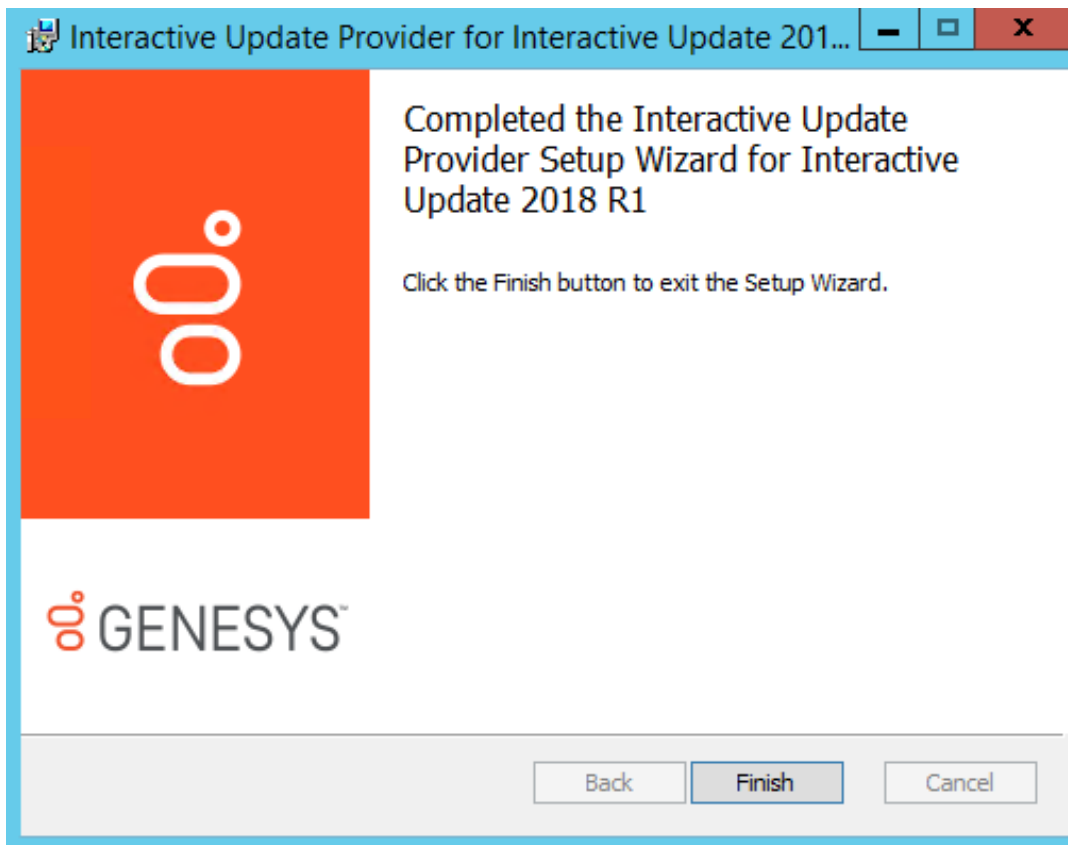 Interactive Update Provider for Interactive Update 201...
Completed the Interactive Update
Provider Setup Wizard for Interactive
Update 2018 R1
Click the Finish button to exit the Setup Wizard.
GENESYS™
Back
Finish
Cancel